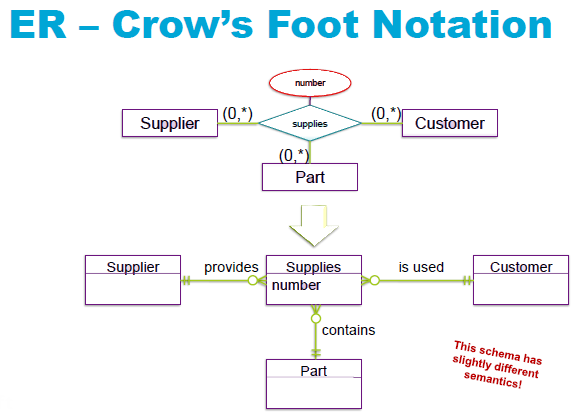 ER – Crow’s Foot Notation
number
(0,*)
(0,*)
Supplier
supplies
Customer
(0,*)
Part
Supplier
provides
Supplies
is used
Customer
number
contains
Part
This schema has
slightly different
semantics!